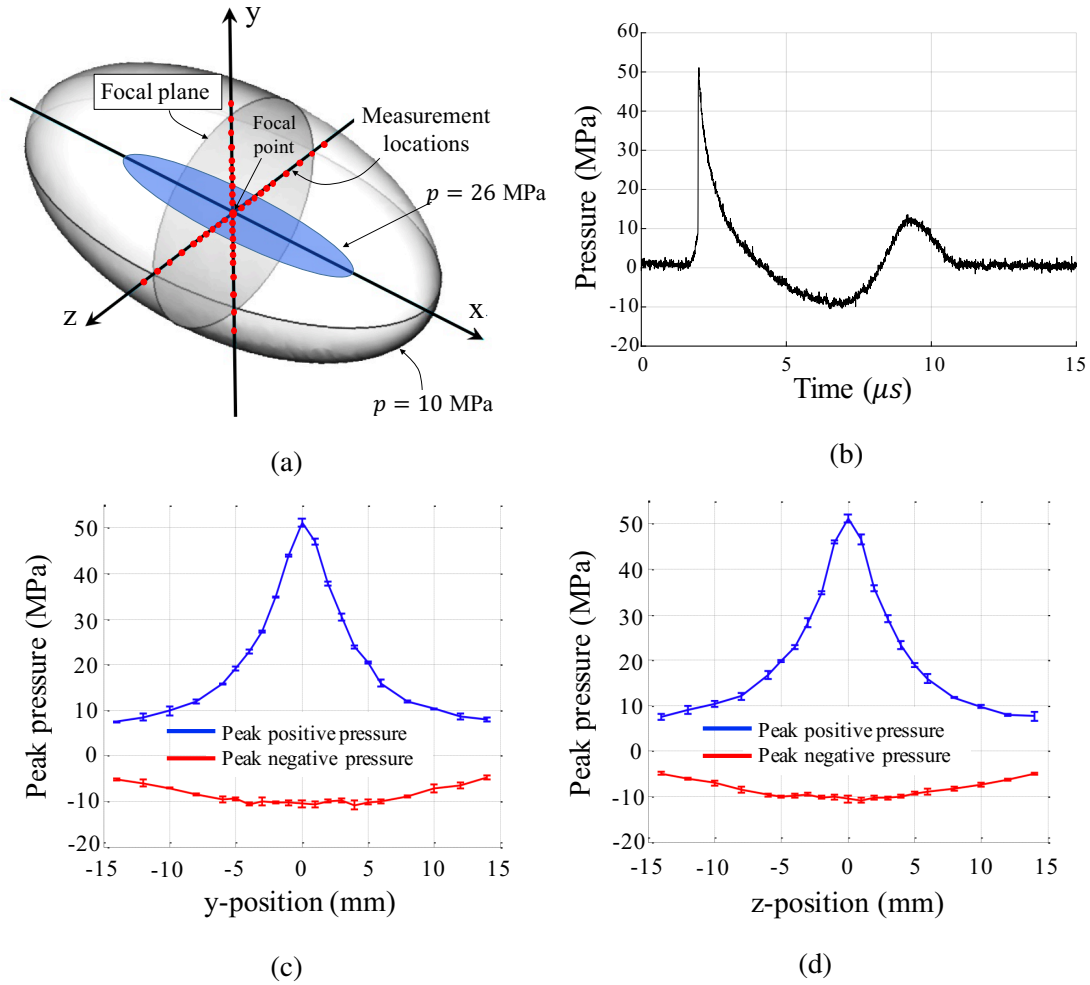 y
Focal plane
Focal
point
Measurement
locations
p = 26 MPa
z
x
p = 10 MPa
(a)
Pressure (MPa)
60
50
40
30
20
10
0
-10
-20
0
5
10
15
Time (μs)
(b)
Peak pressure (MPa)
50
40
30
20
10
0
-10
-20
Peak positive pressure
Peak negative pressure
-15
-10
-5
0
5
10
15
y-position (mm)
(c)
Peak pressure (MPa)
50
40
30
20
10
0
-10
-20
Peak positive pressure
Peak negative pressure
-15
-10
-5
0
5
10
15
z-position (mm)
(d)